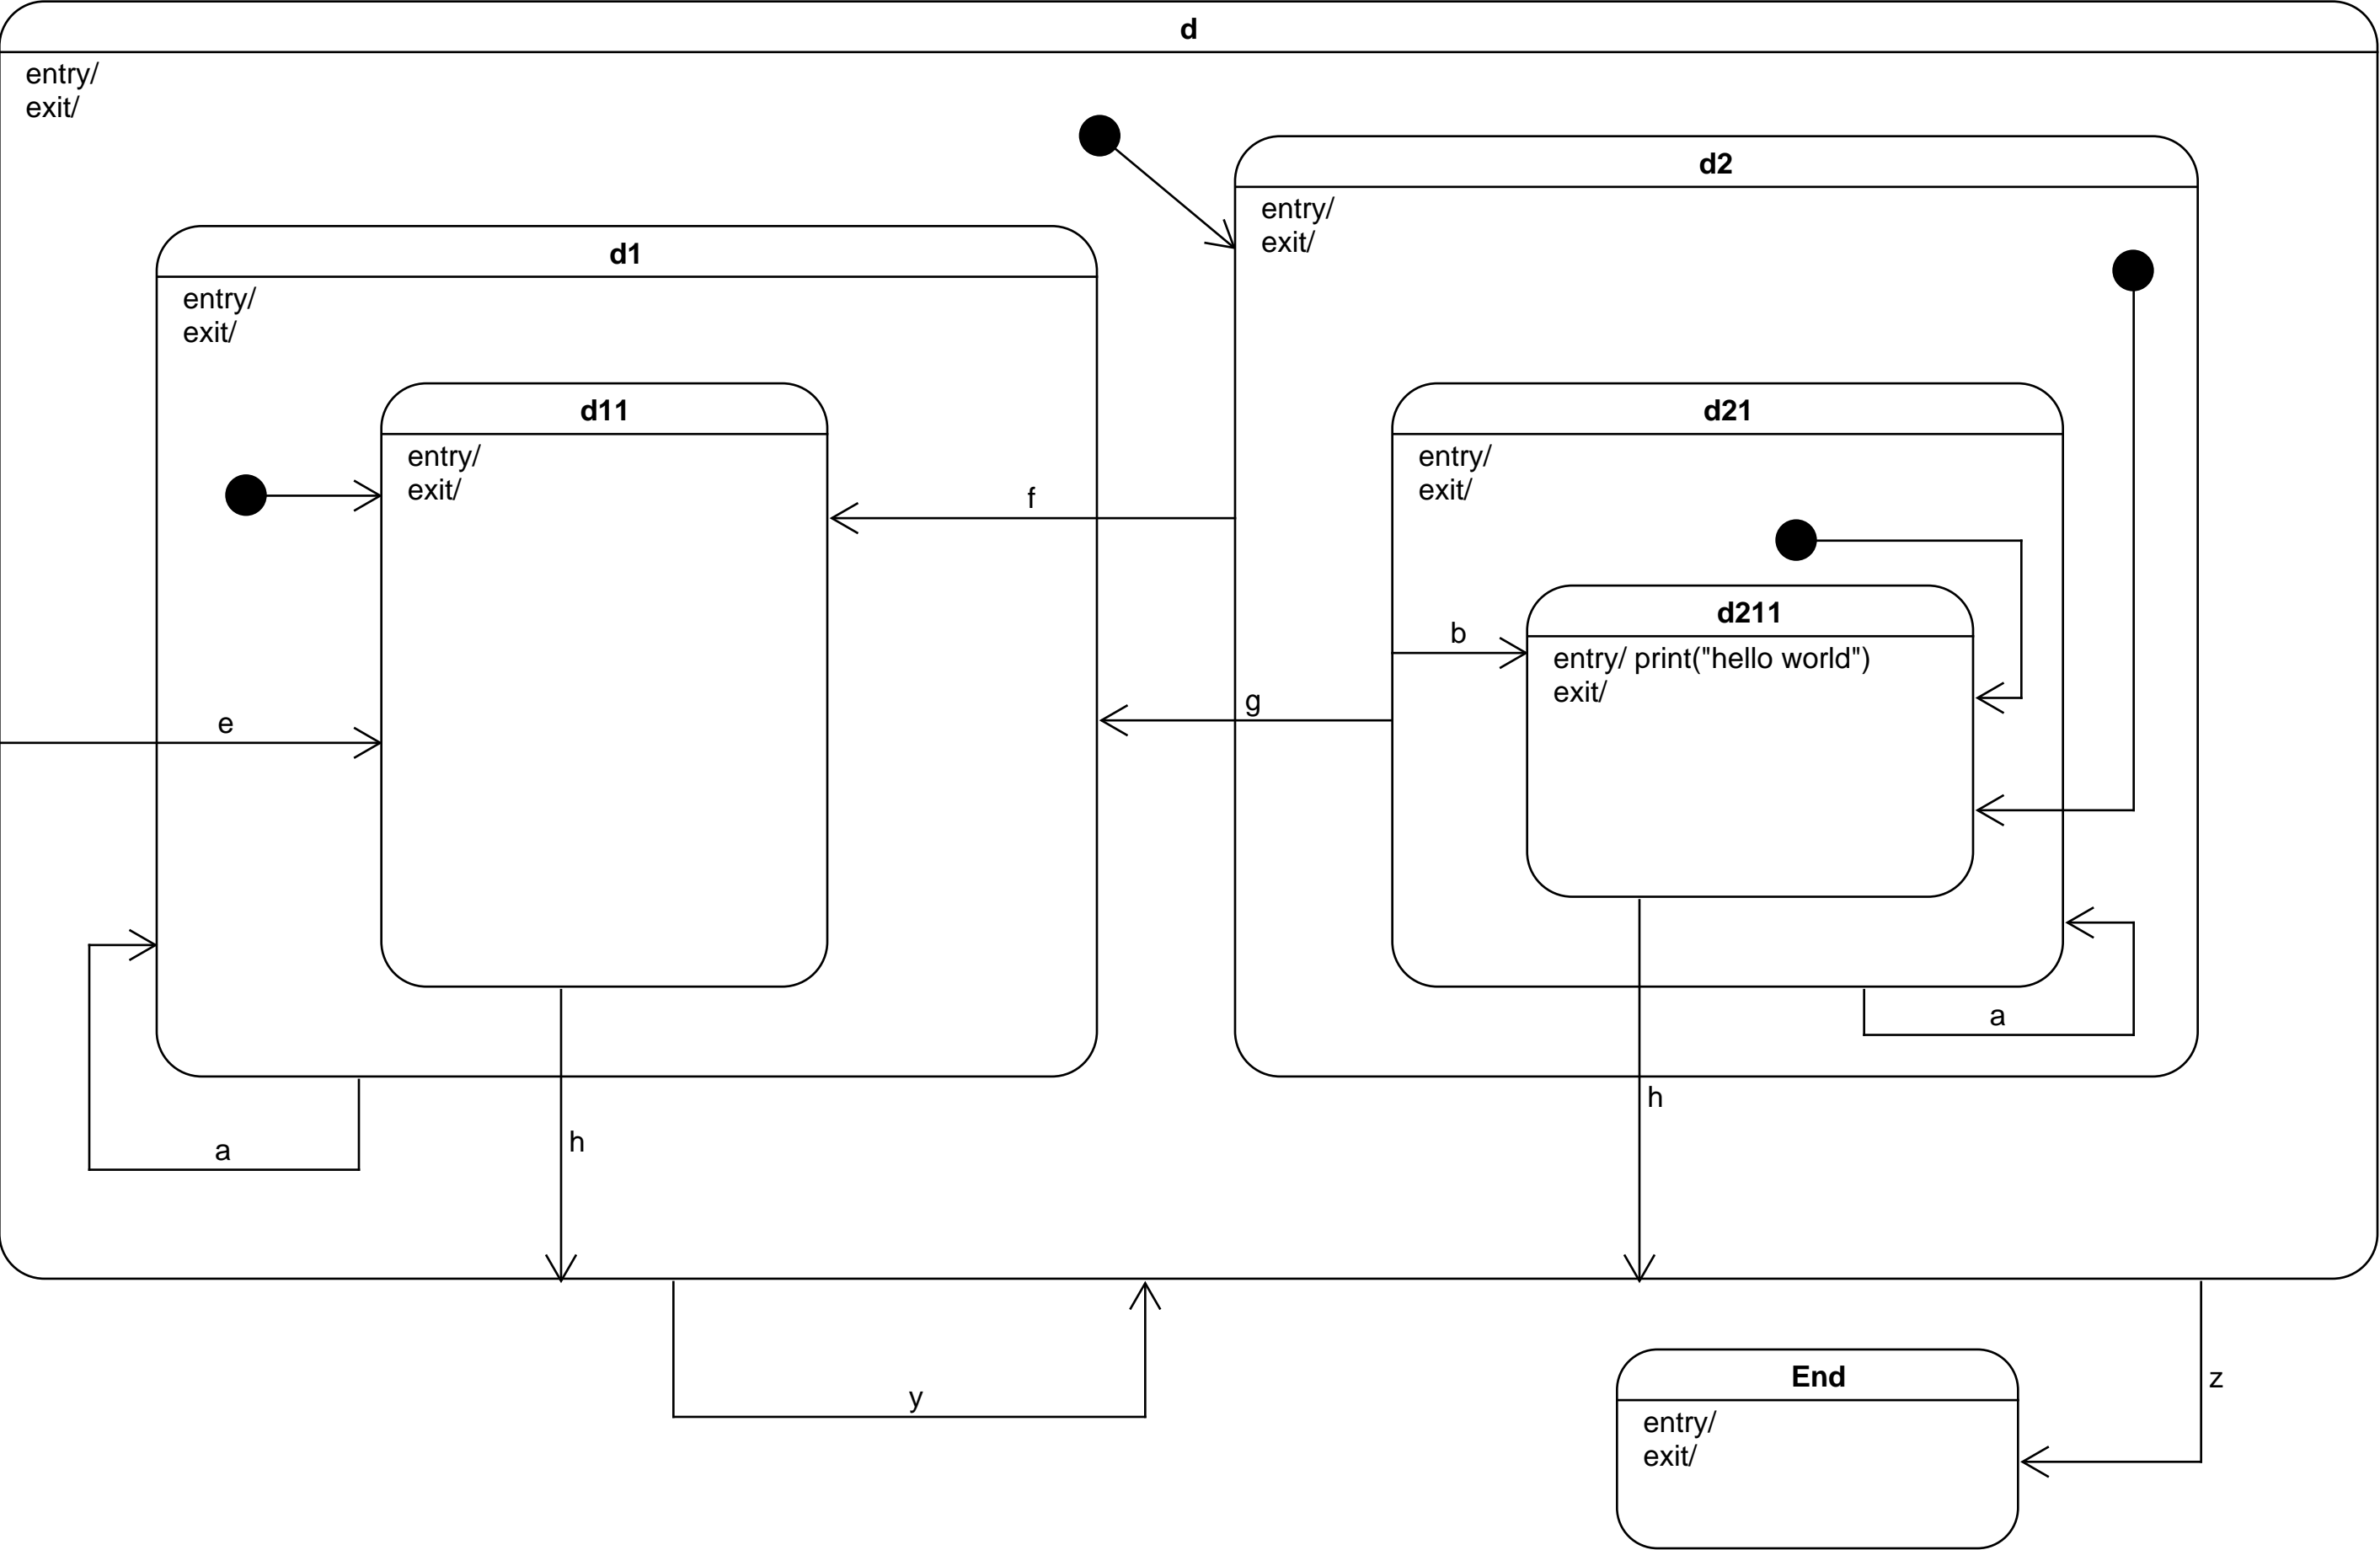 d
entry/
exit/
d2
entry/
exit/
d1
entry/
exit/
d11
entry/
exit/
d21
entry/
exit/
f
d211
entry/ print("hello world")
exit/
b
g
e
a
h
a
h
y
End
entry/
exit/
z